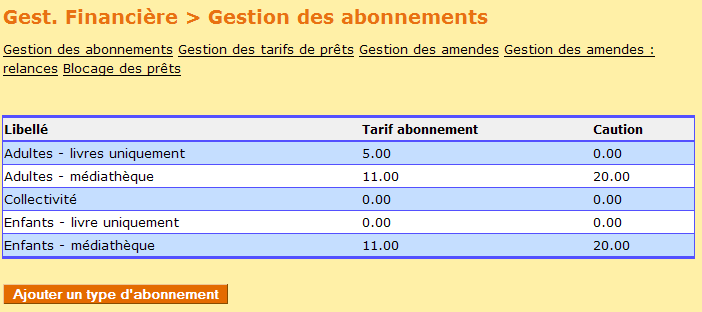 Gest. Financière > Gestion des abonnements
Gestion des abonnements Gestion des tarifs de prêts Gestion des amendes Gestion des amendes :
relances Blocage des prêts
Libellé Tarif abonnement Caution
Adultes - livres uniquement 5.00 0.00
Adultes - médiathèque 11.00 20.00
Collectivité 0.00 0.00
Enfants - livre uniquement 0.00 0.00
Enfants - médiathèque 11.00 20.00
Ajouter un type d'abonnement